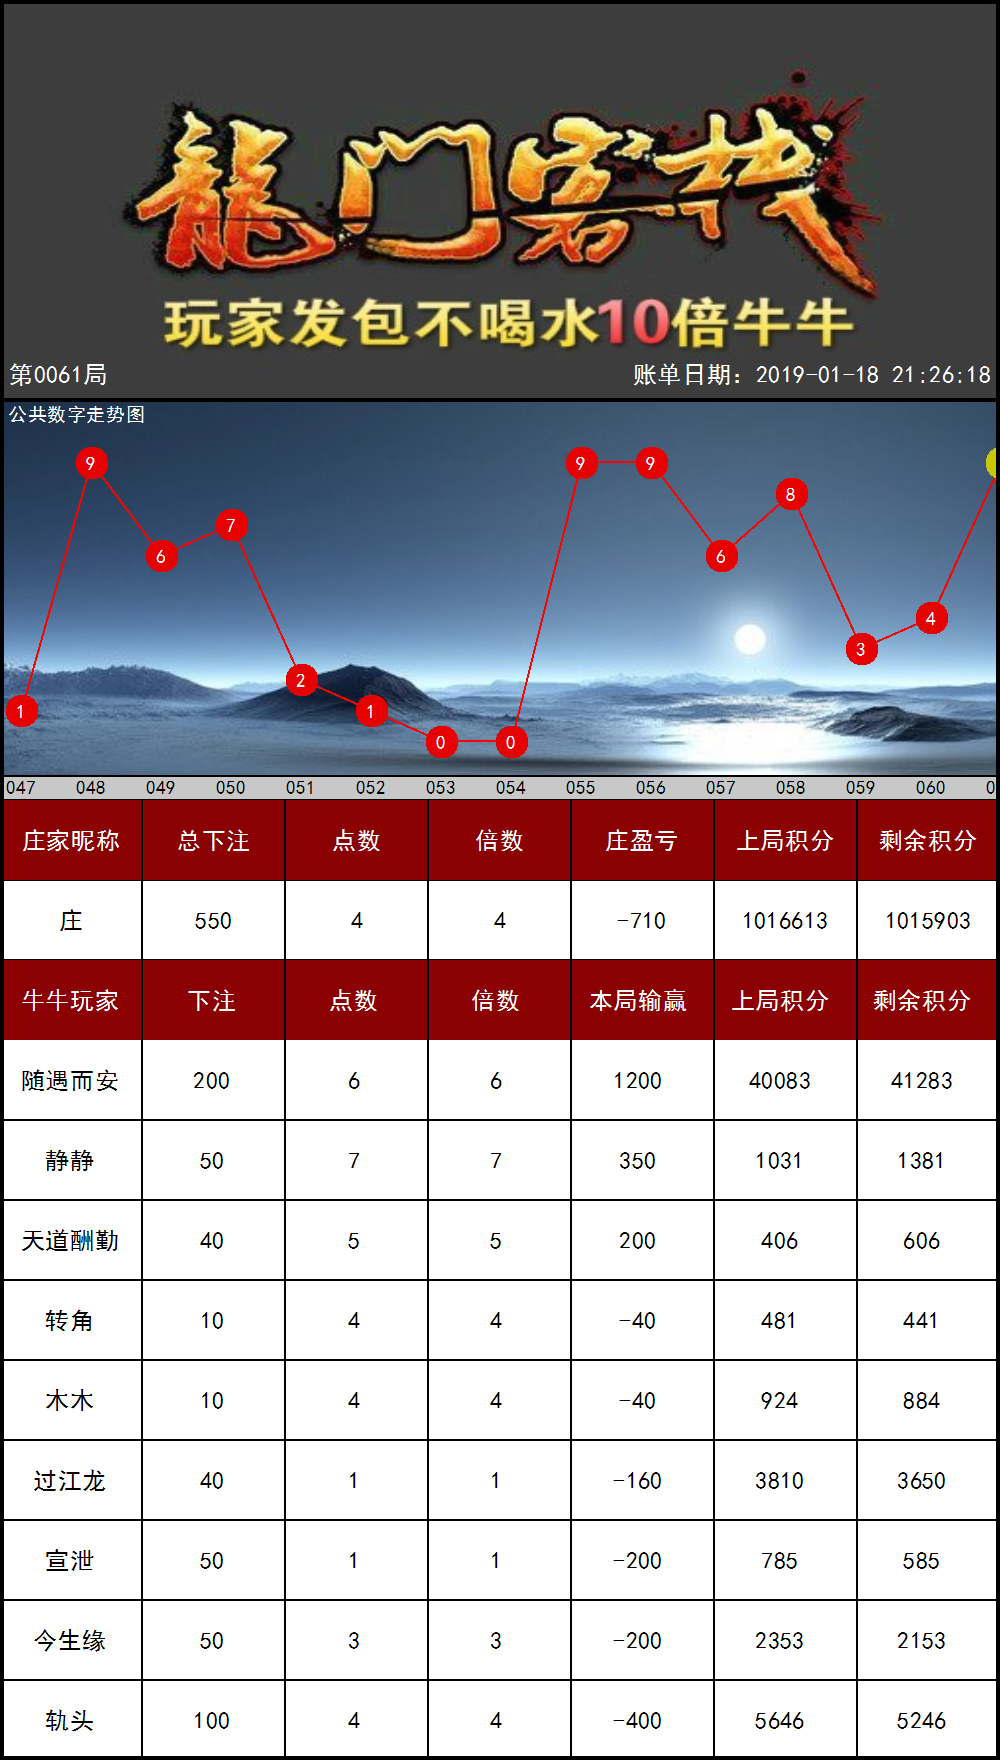 龍门客栈
玩家发包不喝水10倍牛牛
第0061局 账单日期：2019-01-18 21:26:18
公共数字走势图
1 9 6 7 2 1 0 0 9 9 6 8 3 4
047 048 049 050 051 052 053 054 055 056 057 058 059 060 0
庄家昵称 总下注 点数 倍数 庄盈亏 上局积分 剩余积分
庄 550 4 4 -710 1016613 1015903
牛牛玩家 下注 点数 倍数 本局输赢 上局积分 剩余积分
随遇而安 200 6 6 1200 40083 41283
静静 50 7 7 350 1031 1381
天道酬勤 40 5 5 200 406 606
转角 10 4 4 -40 481 441
木木 10 4 4 -40 924 884
过江龙 40 1 1 -160 3810 3650
宣泄 50 1 1 -200 785 585
今生缘 50 3 3 -200 2353 2153
轨头 100 4 4 -400 5646 5246